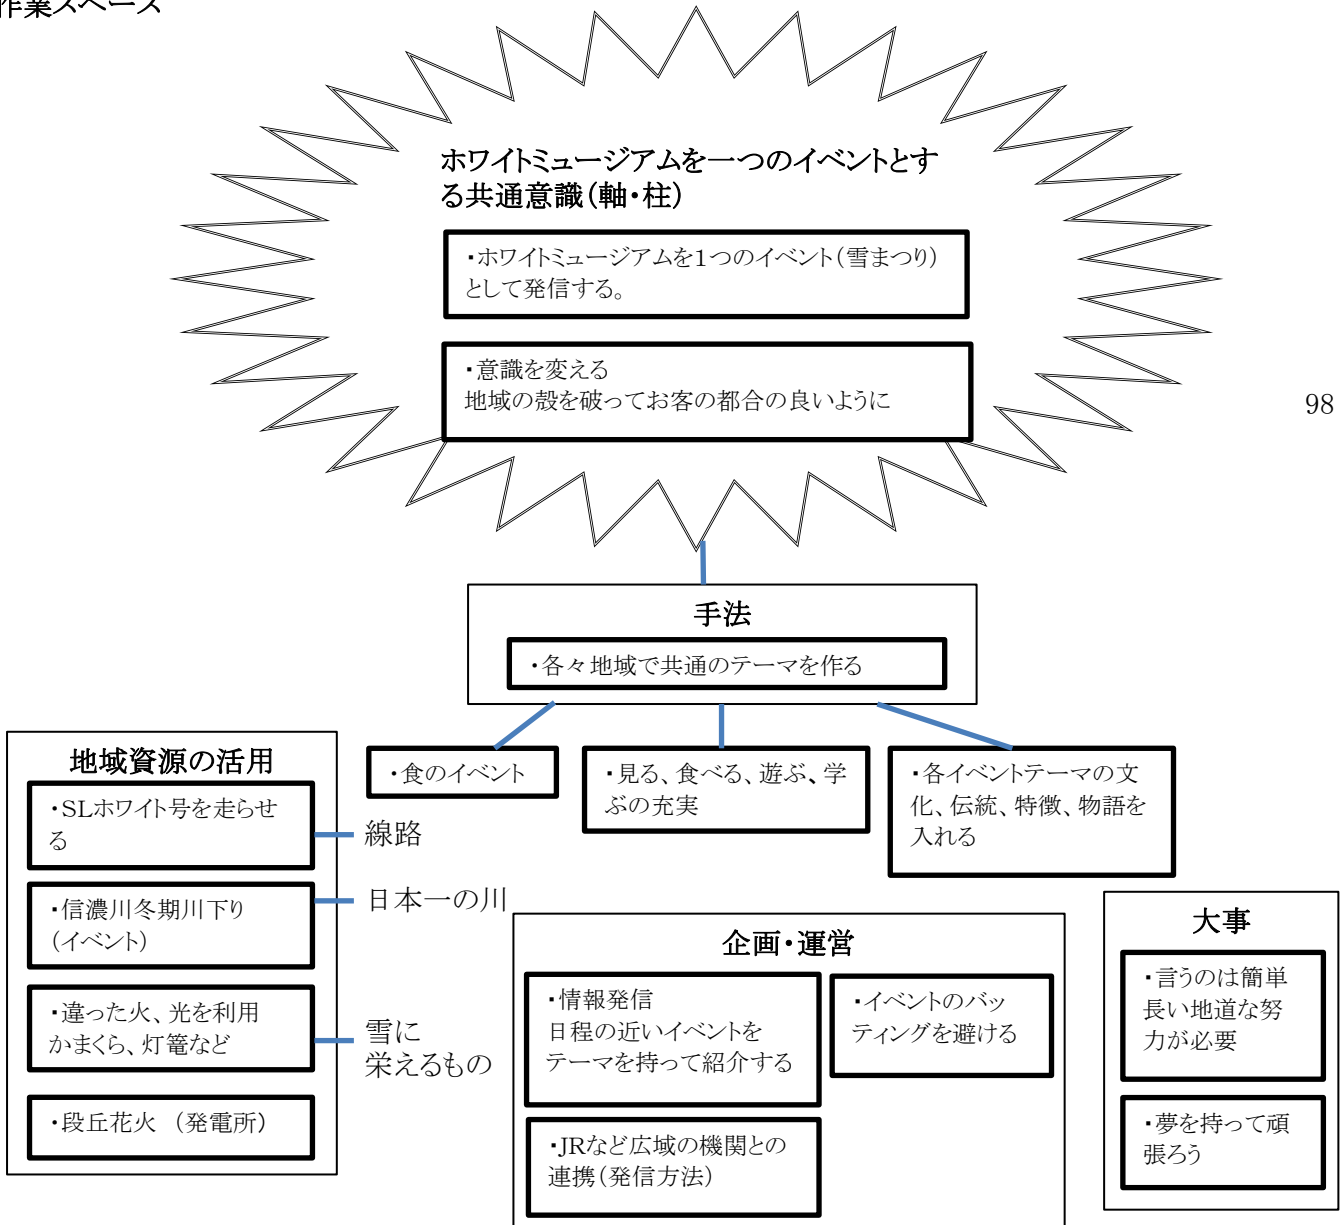 作業スペース
ホワイトミュージアムを一つのイベントとす
る共通意識(軸・柱)
・ホワイトミュージアムを1つのイベント(雪まつり)
として発信する。
・意識を変える
地域の殻を破ってお客の都合の良いように
98
手法
・各々地域で共通のテーマを作る
・食のイベント
・見る、食べる、遊ぶ、学
ぶの充実
・各イベントテーマの文
化、伝統、特徴、物語を
入れる
地域資源の活用
・SLホワイト号を走らせ
る
線路
・信濃川冬期川下り
(イベント)
日本一の川
・違った火、光を利用
かまくら、灯篭など
雪に
栄えるもの
・段丘花火 (発電所)
企画・運営
・情報発信
日程の近いイベントを
テーマを持って紹介する
・イベントのバッ
ティングを避ける
・JRなど広域の機関との
連携(発信方法)
大事
・言うのは簡単
長い地道な努
力が必要
・夢を持って頑
張ろう